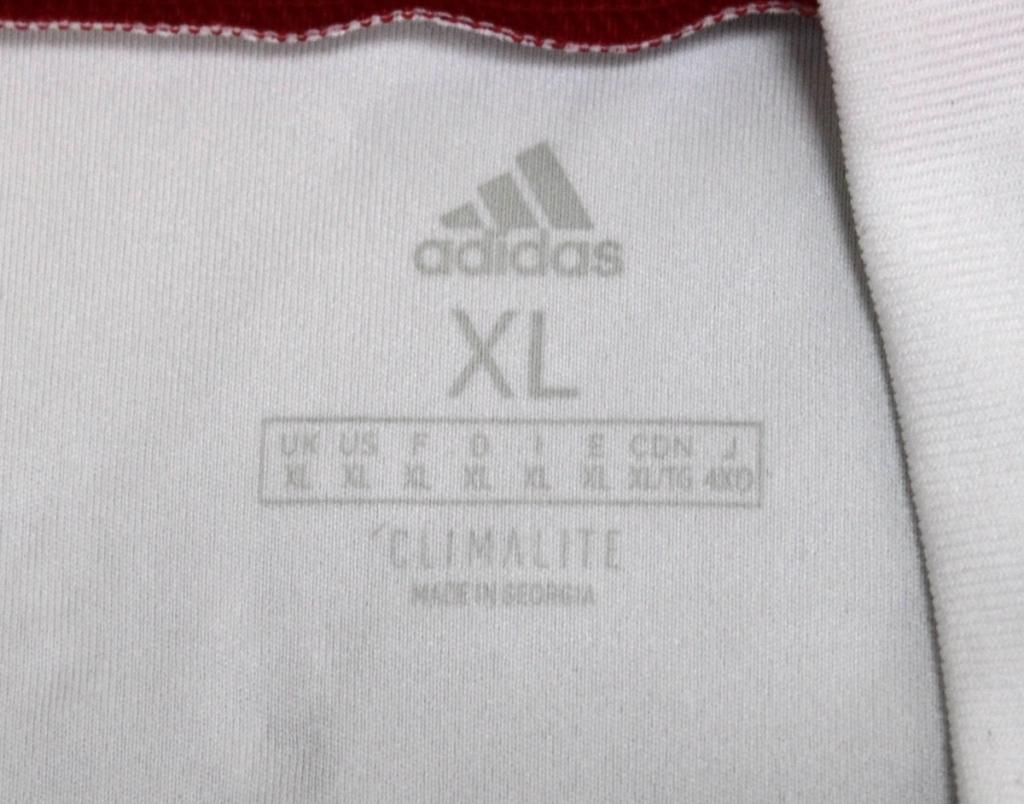 adidas
XL
UK US F D I E CDN J
XL XL XL XL XL XL XL/TG 4XO
CLIMALITE
MADE IN GEORGIA